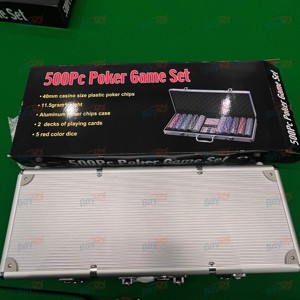 500Pc Poker Game Set
• 40mm casino size plastic poker chips
• 11.5gram weight
• Aluminum poker chips case
• 2 decks of playing cards
• 5 red color dice
500Pc Poker Game Set